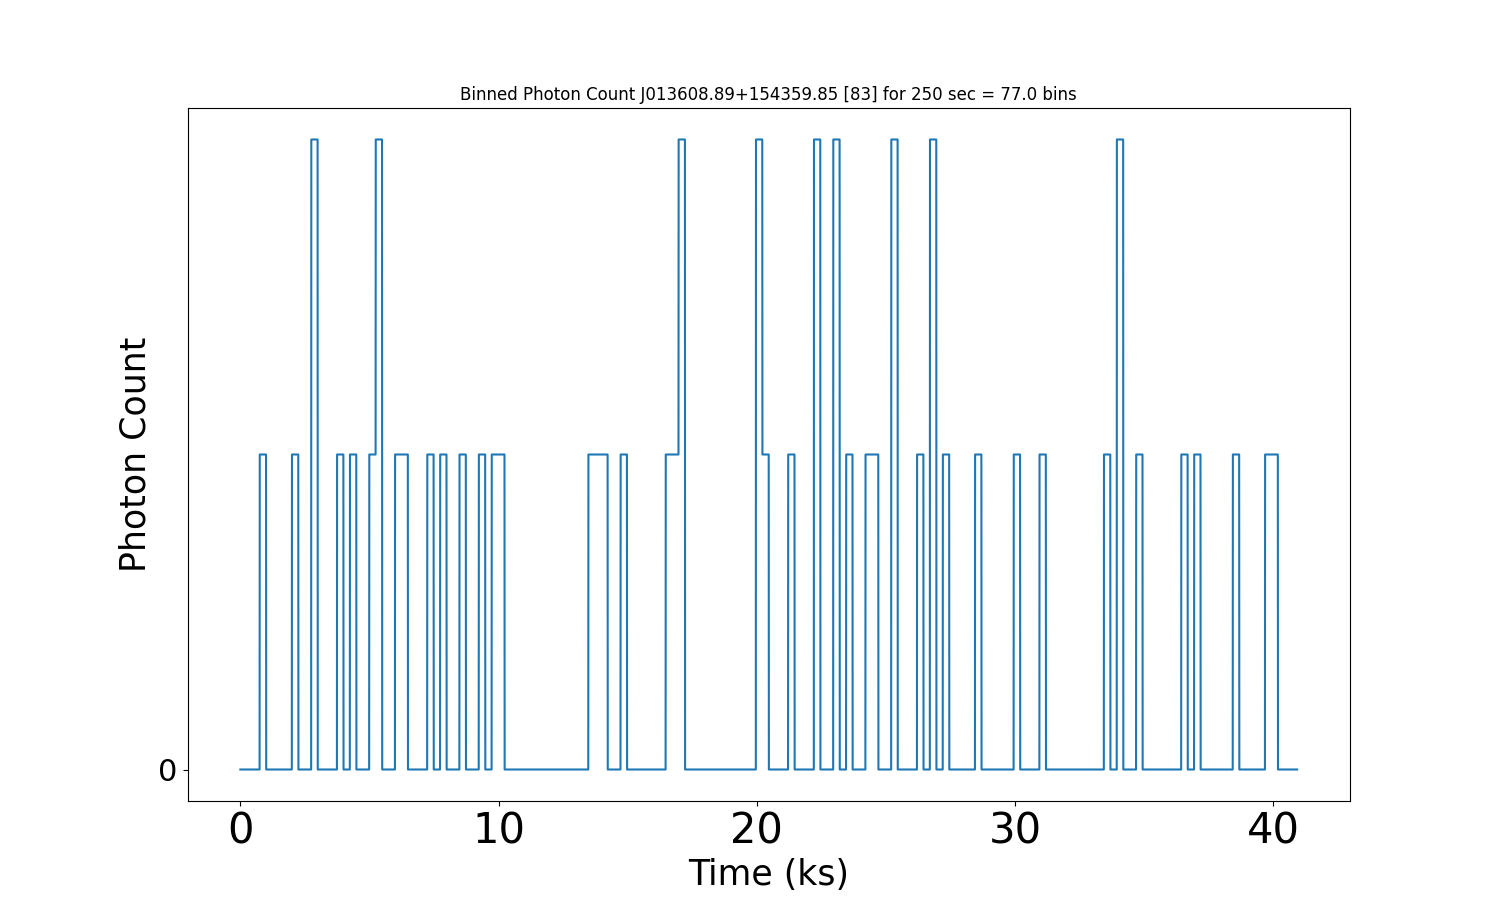 Binned Photon Count J013608.89+154359.85 [83] for 250 sec = 77.0 bins
Photon Count
0
0 10 20 30 40
Time (ks)